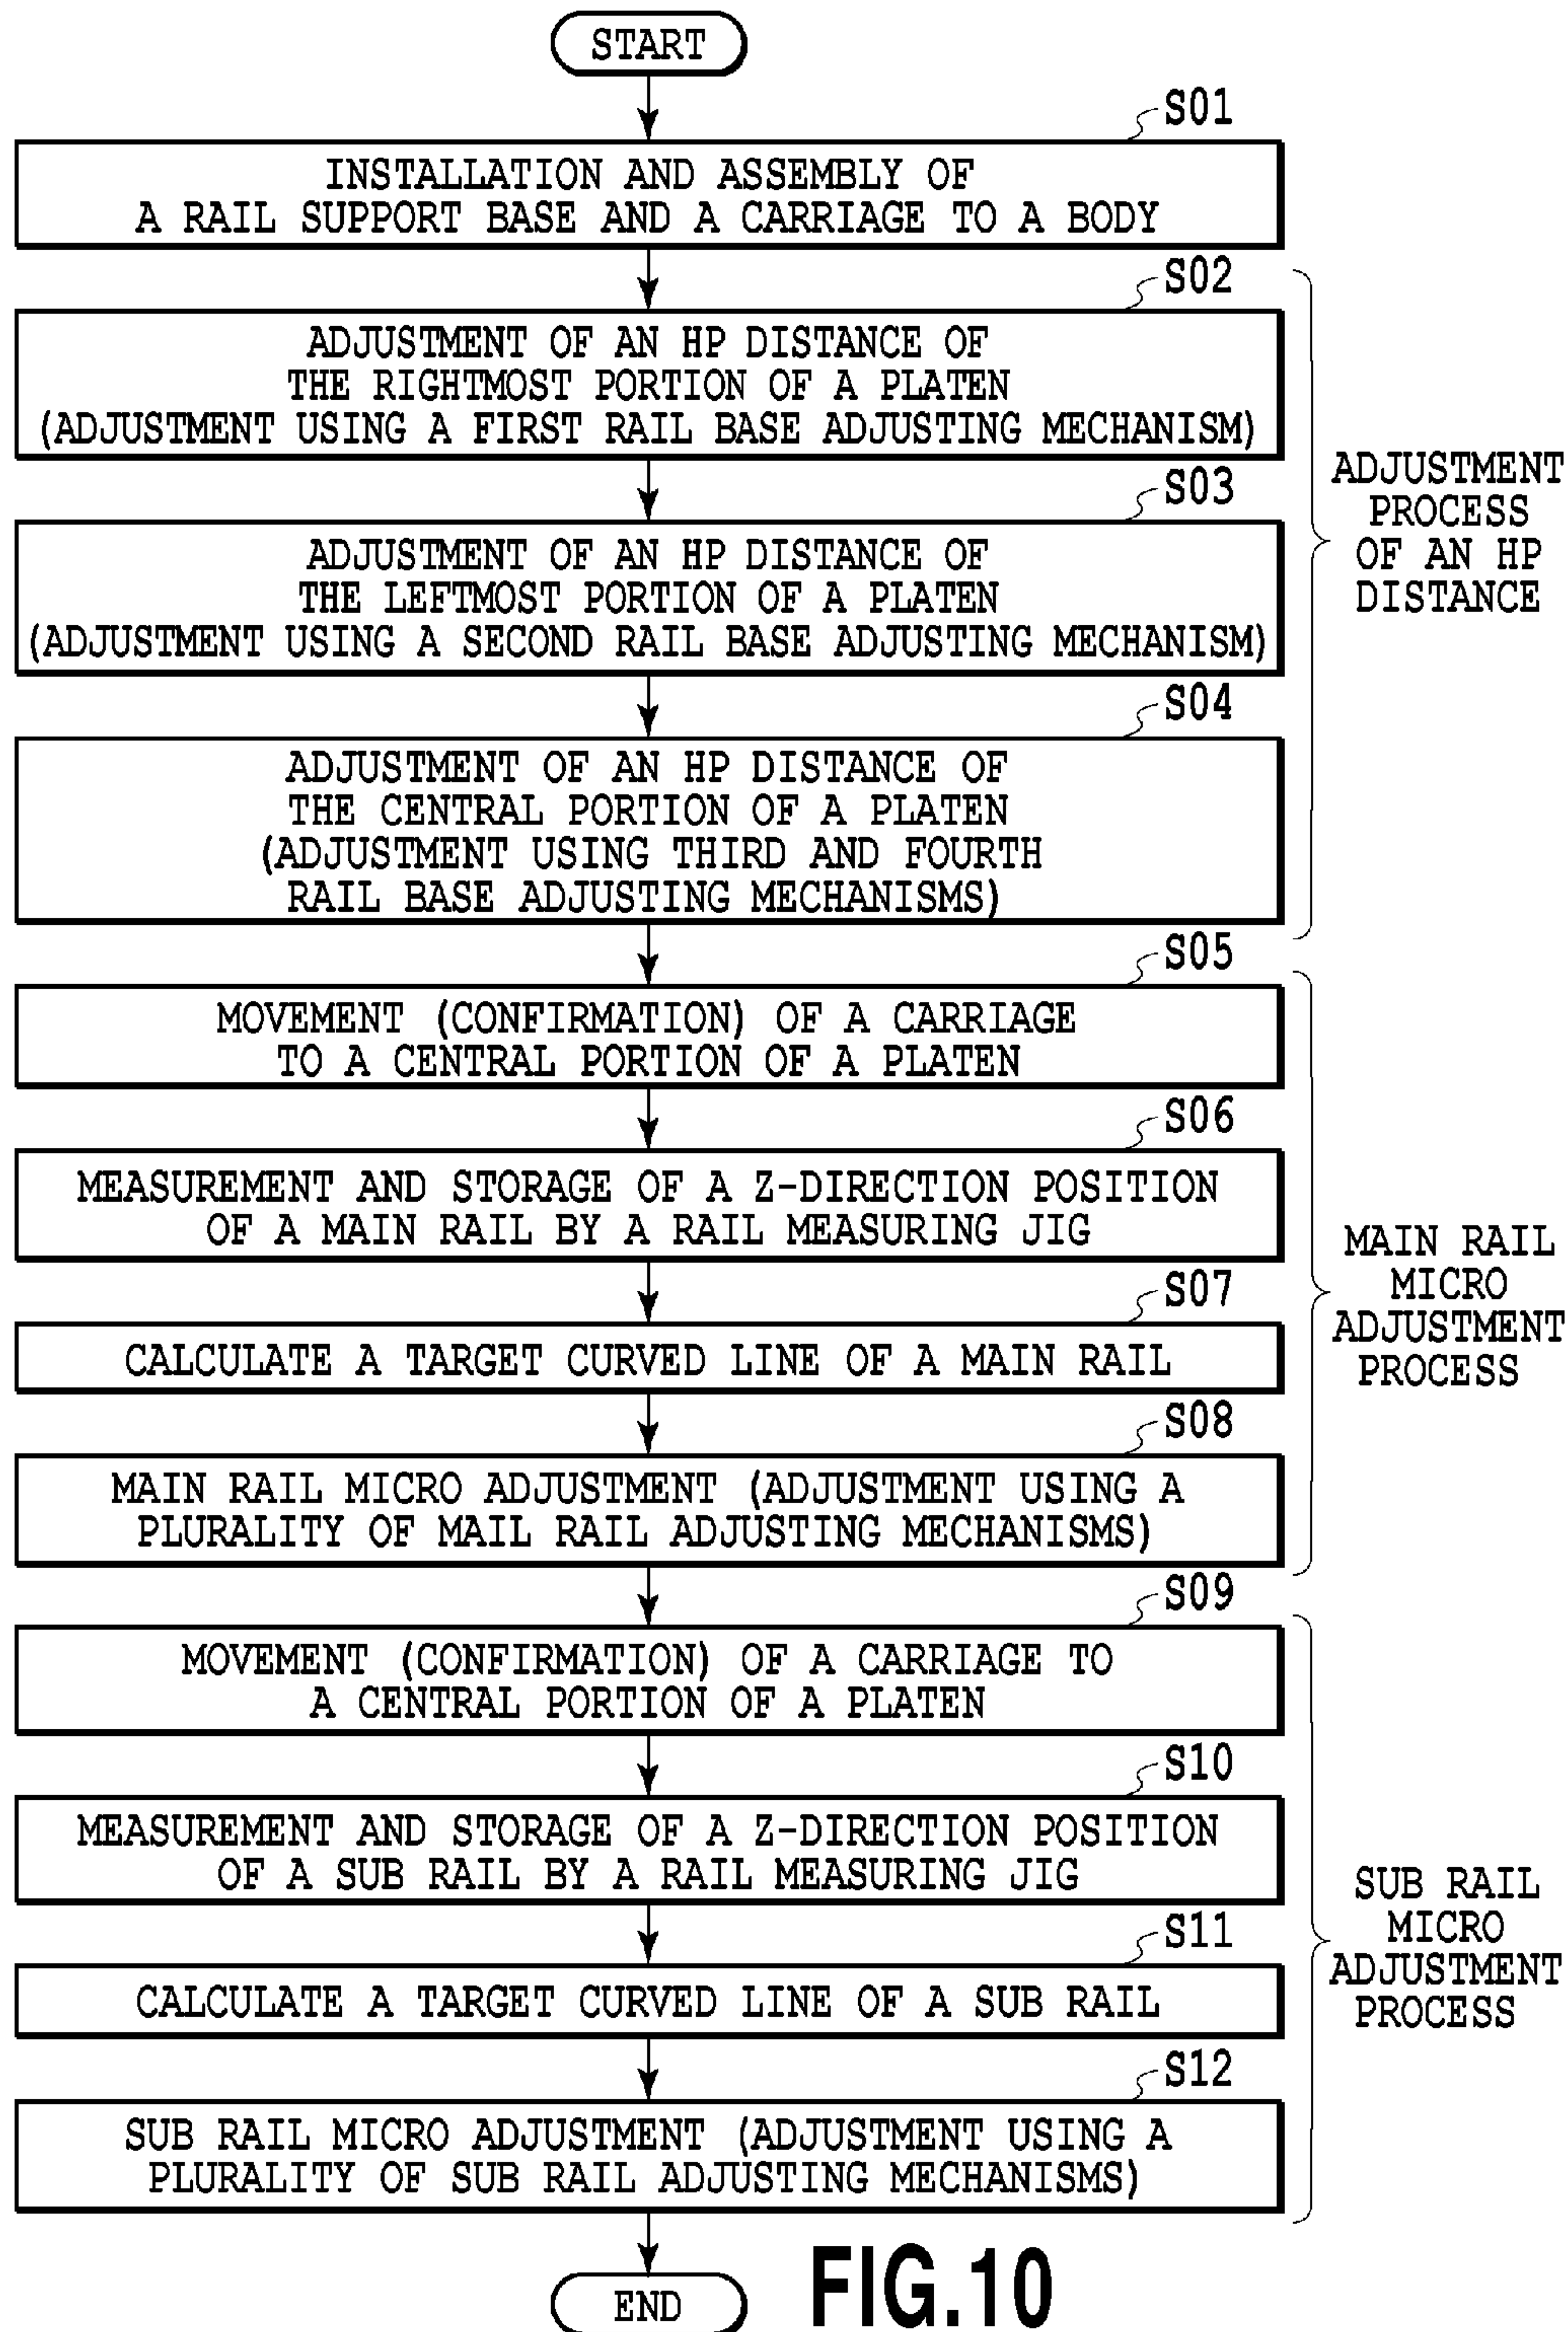 START
S01
INSTALLATION AND ASSEMBLY OF
A RAIL SUPPORT BASE AND A CARRIAGE TO A BODY
S02
ADJUSTMENT OF AN HP DISTANCE OF
THE RIGHTMOST PORTION OF A PLATEN
(ADJUSTMENT USING A FIRST RAIL BASE ADJUSTING MECHANISM)
S03
ADJUSTMENT OF AN HP DISTANCE OF
THE LEFTMOST PORTION OF A PLATEN
(ADJUSTMENT USING A SECOND RAIL BASE ADJUSTING MECHANISM)
S04
ADJUSTMENT OF AN HP DISTANCE OF
THE CENTRAL PORTION OF A PLATEN
(ADJUSTMENT USING THIRD AND FOURTH
RAIL BASE ADJUSTING MECHANISMS)
ADJUSTMENT
PROCESS
OF AN HP
DISTANCE
S05
MOVEMENT (CONFIRMATION) OF A CARRIAGE
TO A CENTRAL PORTION OF A PLATEN
S06
MEASUREMENT AND STORAGE OF A Z-DIRECTION POSITION
OF A MAIN RAIL BY A RAIL MEASURING JIG
S07
CALCULATE A TARGET CURVED LINE OF A MAIN RAIL
S08
MAIN RAIL MICRO ADJUSTMENT (ADJUSTMENT USING A
PLURALITY OF MAIL RAIL ADJUSTING MECHANISMS)
MAIN RAIL
MICRO
ADJUSTMENT
PROCESS
S09
MOVEMENT (CONFIRMATION) OF A CARRIAGE TO
A CENTRAL PORTION OF A PLATEN
S10
MEASUREMENT AND STORAGE OF A Z-DIRECTION POSITION
OF A SUB RAIL BY A RAIL MEASURING JIG
S11
CALCULATE A TARGET CURVED LINE OF A SUB RAIL
S12
SUB RAIL MICRO ADJUSTMENT (ADJUSTMENT USING A
PLURALITY OF SUB RAIL ADJUSTING MECHANISMS)
SUB RAIL
MICRO
ADJUSTMENT
PROCESS
END
FIG.10